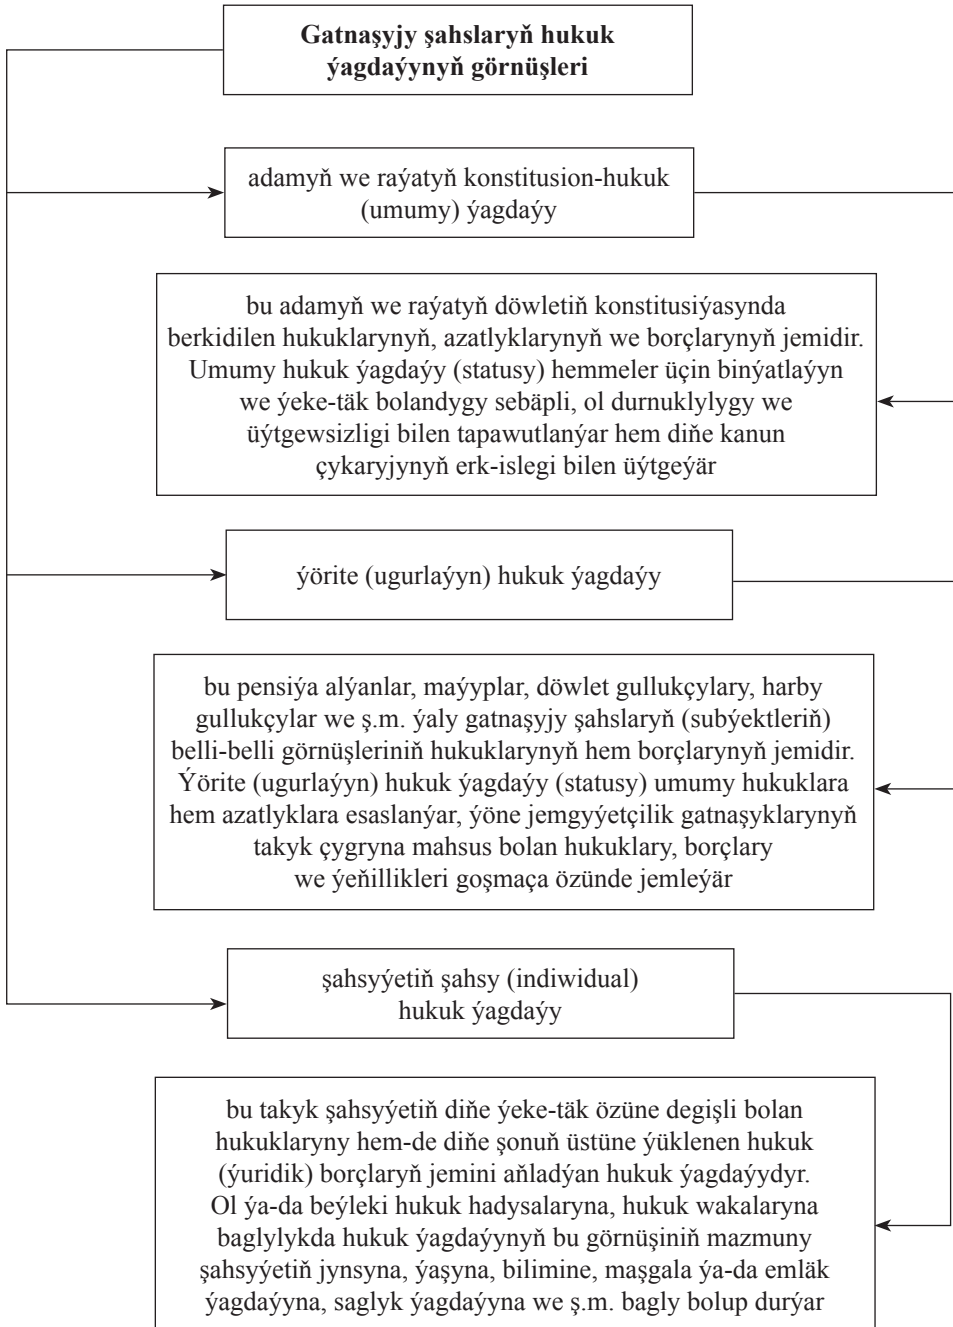 Gatnaşyjy şahslaryň hukuk
ýagdaýynyň görnüşleri
adamyň we raýatyň konstitusion-hukuk
(umumy) ýagdaýy
bu adamyň we raýatyň döwletiň konstitusiýasynda
berkidilen hukuklarynyň, azatlyklarynyň we borçlarynyň jemidir.
Umumy hukuk ýagdaýy (statusy) hemmeler üçin binýatlaýyn
we ýeke-täk bolandygy sebäpli, ol durnuklylygy we
üýtgewsizligi bilen tapawutlanýar hem diňe kanun
çykaryjynyň erk-islegi bilen üýtgeýär
ýörite (ugurlaýyn) hukuk ýagdaýy
bu pensiýa alýanlar, maýyplar, döwlet gullukçylary, harby
gullukçylar we ş.m. ýaly gatnaşyjy şahslaryň (subýektleriň)
belli-belli görnüşleriniň hukuklarynyň hem borçlarynyň jemidir.
Ýörite (ugurlaýyn) hukuk ýagdaýy (statusy) umumy hukuklara
hem azatlyklara esaslanýar, ýöne jemgyýetçilik gatnaşyklarynyň
takyk çygryna mahsus bolan hukuklary, borçlary
we ýeňillikleri goşmaça özünde jemleýär
şahsyýetiň şahsy (indiwidual)
hukuk ýagdaýy
bu takyk şahsyýetiň diňe ýeke-täk özüne degişli bolan
hukuklaryny hem-de diňe şonuň üstüne ýüklenen hukuk
(ýuridik) borçlaryň jemini aňladýan hukuk ýagdaýydyr.
Ol ýa-da beýleki hukuk hadysalaryna, hukuk wakalaryna
baglylykda hukuk ýagdaýynyň bu görnüşiniň mazmuny
şahsyýetiň jynsyna, ýaşyna, bilimine, maşgala ýa-da emläk
ýagdaýyna, saglyk ýagdaýyna we ş.m. bagly bolup durýar